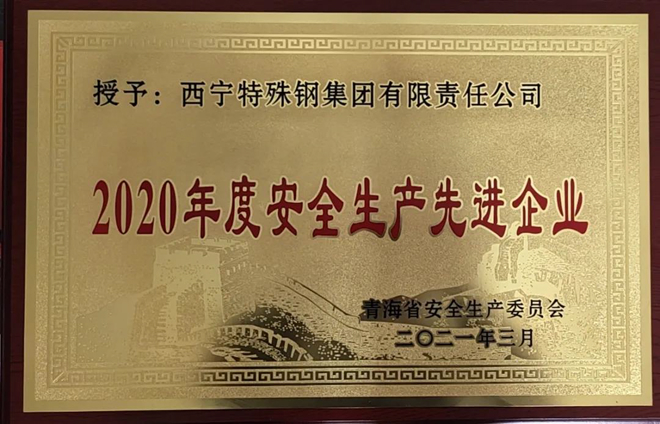 授予：西宁特殊钢集团有限责任公司
2020年度安全生产先进企业
青海省安全生产委员会
二〇二一年三月